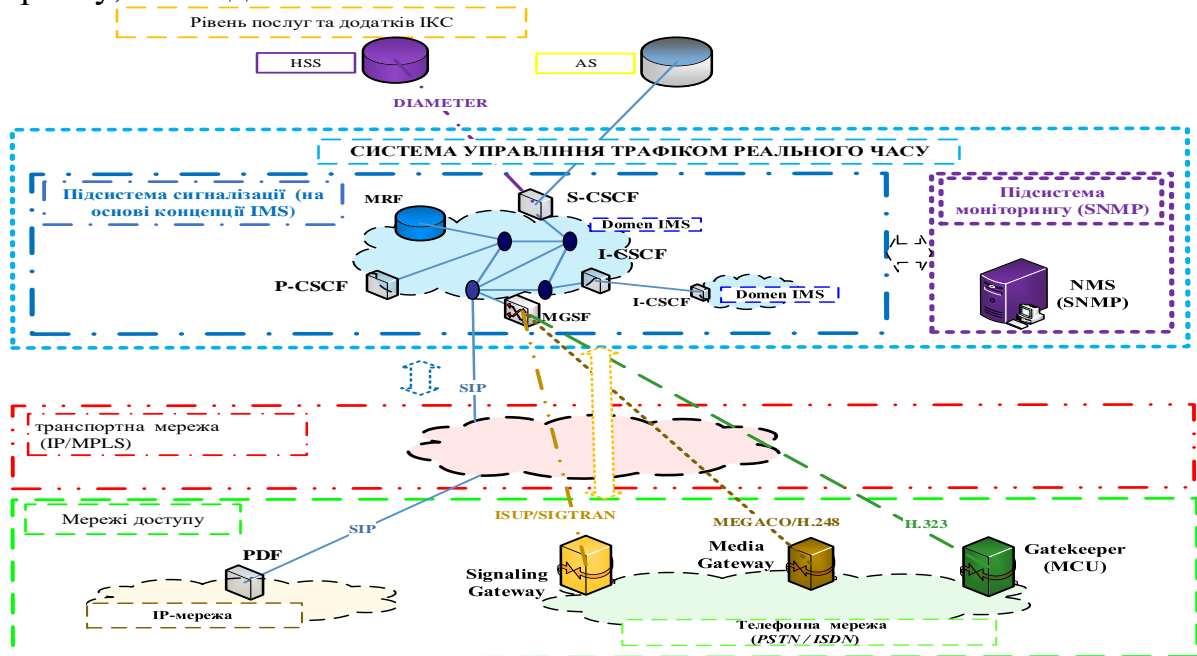 Рівень послуг та додатків ІКС
HSS
AS
DIAMETER
СИСТЕМА УПРАВЛІННЯ ТРАФІКОМ РЕАЛЬНОГО ЧАСУ
Підсистема сигналізації (на
основі концепції IMS)
MRF
S-CSCF
Domen IMS
I-CSCF
P-CSCF
I-CSCF
Domen IMS
MGSF
Підсистема
моніторингу (SNMP)
NMS
(SNMP)
SIP
транспортна мережа
(IP/MPLS)
Мережі доступу
SIP
ISUP/SIGTRAN
MEGACO/H.248
H.323
PDF
Signaling
Gateway
Media
Gateway
Gatekeeper
(MCU)
IP-мережа
Телефонна мережа
(PSTN / ISDN)